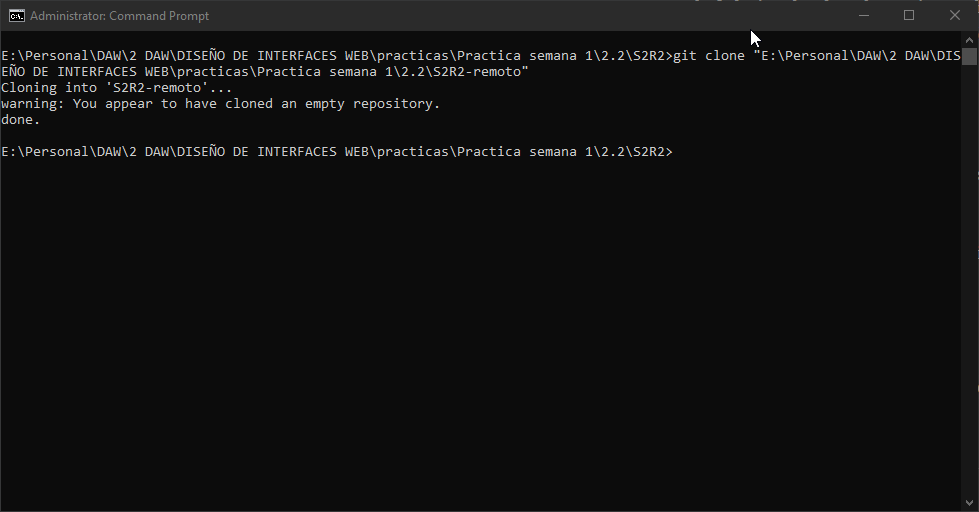 Administrator: Command Prompt
E:\Personal\DAW\2 DAW\DISEÑO DE INTERFACES WEB\practicas\Practica semana 1\2.2\S2R2>git clone "E:\Personal\DAW\2 DAW\DIS
EÑO DE INTERFACES WEB\practicas\Practica semana 1\2.2\S2R2-remoto"
Cloning into 'S2R2-remoto'...
warning: You appear to have cloned an empty repository.
done.
E:\Personal\DAW\2 DAW\DISEÑO DE INTERFACES WEB\practicas\Practica semana 1\2.2\S2R2>